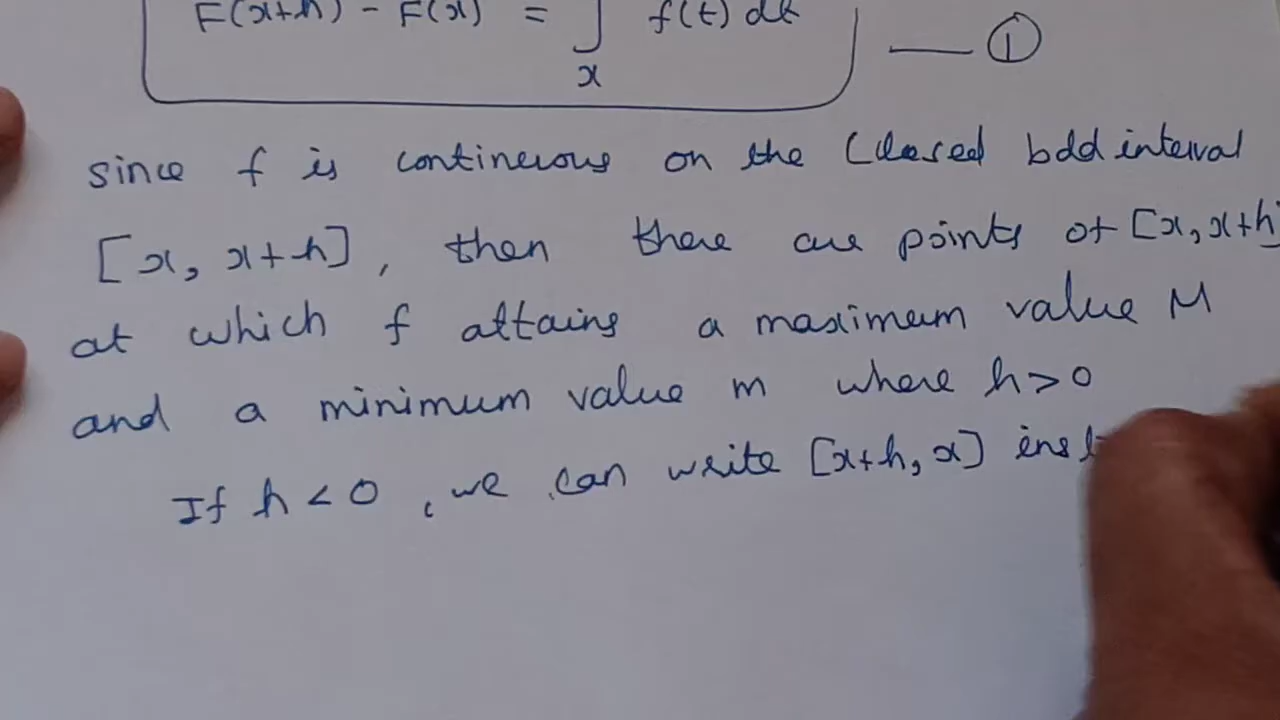 F(x+h) - F(x) = ∫ f(t) dt
x
—— ①
since f is continuous on the closed bdd interval
[x, x+h], then there are points of [x, x+h]
at which f attains a maximum value M
and a minimum value m where h>0
If h<0, we can write [x+h, x]